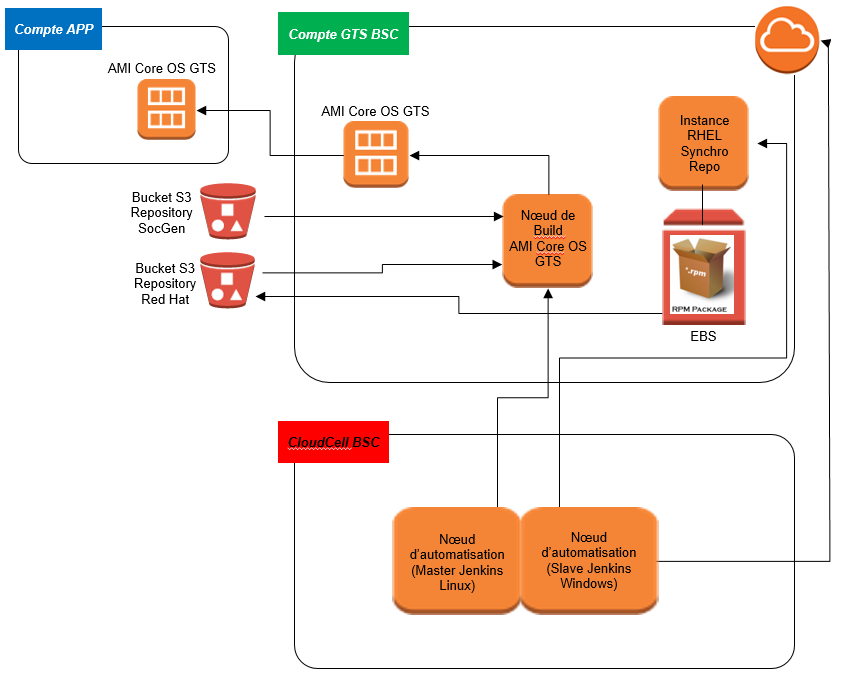 Compte APP
AMI Core OS GTS
Compte GTS BSC
AMI Core OS GTS
Instance
RHEL
Synchro
Repo
Bucket S3
Repository
SocGen
Nœud de
Build
AMI Core OS
GTS
Bucket S3
Repository
Red Hat
*.rpm
RPM PACKAGE
EBS
CloudCell BSC
Nœud
d'automatisation
(Master Jenkins
Linux)
Nœud
d'automatisation
(Slave Jenkins
Windows)